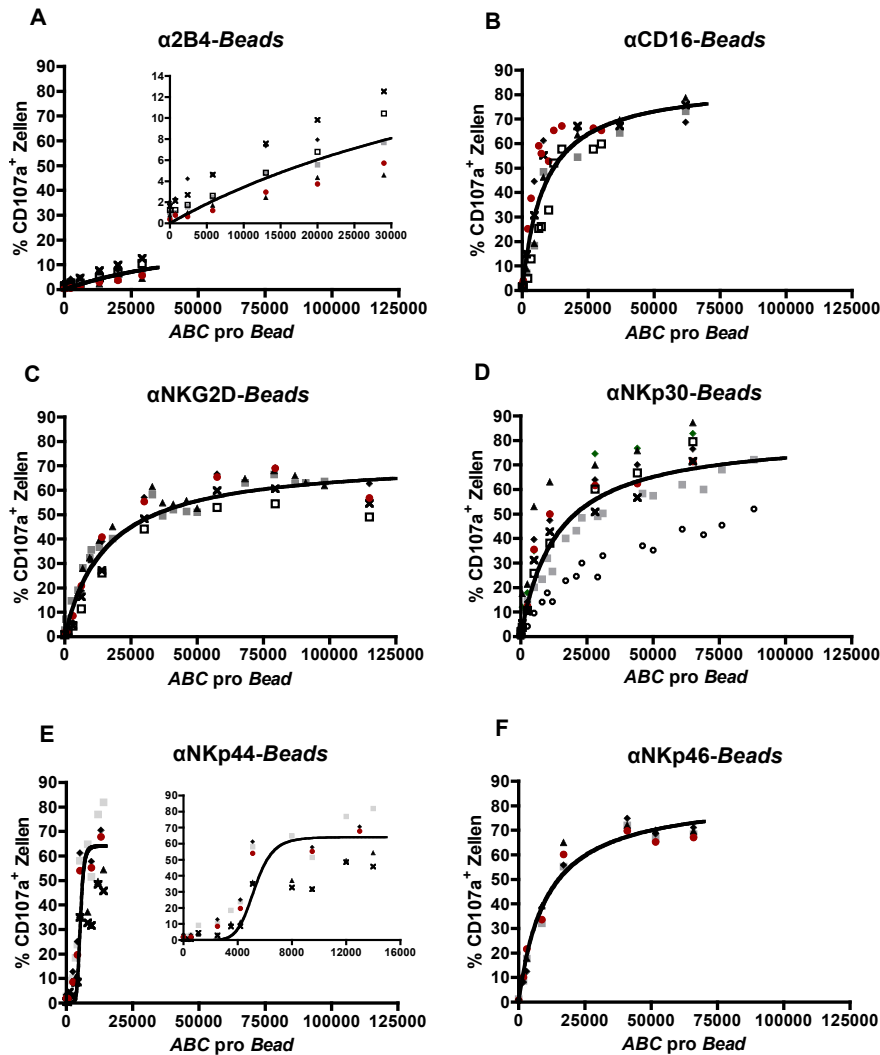 A
α2B4-Beads
90
80
70
60
50
40
30
20
10
0
% CD107a+ Zellen
14
12
10
8
6
4
2
0
0 5000 10000 15000 20000 25000 30000
0 25000 50000 75000 100000 125000
ABC pro Bead
B
αCD16-Beads
90
80
70
60
50
40
30
20
10
0
% CD107a+ Zellen
0 25000 50000 75000 100000 125000
ABC pro Bead
C
αNKG2D-Beads
90
80
70
60
50
40
30
20
10
0
% CD107a+ Zellen
0 25000 50000 75000 100000 125000
ABC pro Bead
D
αNKp30-Beads
90
80
70
60
50
40
30
20
10
0
% CD107a+ Zellen
0 25000 50000 75000 100000 125000
ABC pro Bead
E
αNKp44-Beads
90
80
70
60
50
40
30
20
10
0
% CD107a+ Zellen
90
80
70
60
50
40
30
20
10
0
0 4000 8000 12000 16000
0 25000 50000 75000 100000 125000
ABC pro Bead
F
αNKp46-Beads
90
80
70
60
50
40
30
20
10
0
% CD107a+ Zellen
0 25000 50000 75000 100000 125000
ABC pro Bead